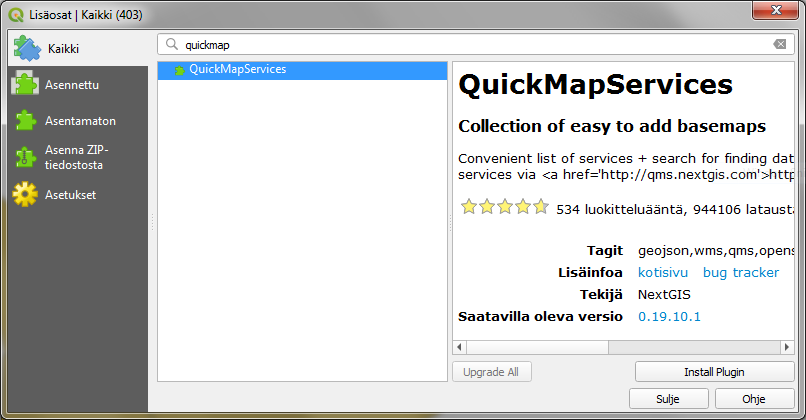 Lisäosat | Kaikki (403)
Kaikki
Asennettu
Asentamaton
Asenna ZIP-
tiedostosta
Asetukset
quickmap
QuickMapServices
QuickMapServices
Collection of easy to add basemaps
Convenient list of services + search for finding dat
services via <a href='http://qms.nextgis.com'>http
534 luokitteluääntä, 944106 latausta
Tagit geojson,wms,qms,opens
Lisäinfoa kotisivu bug tracker
Tekijä NextGIS
Saatavilla oleva versio 0.19.10.1
Upgrade All
Install Plugin
Sulje
Ohje